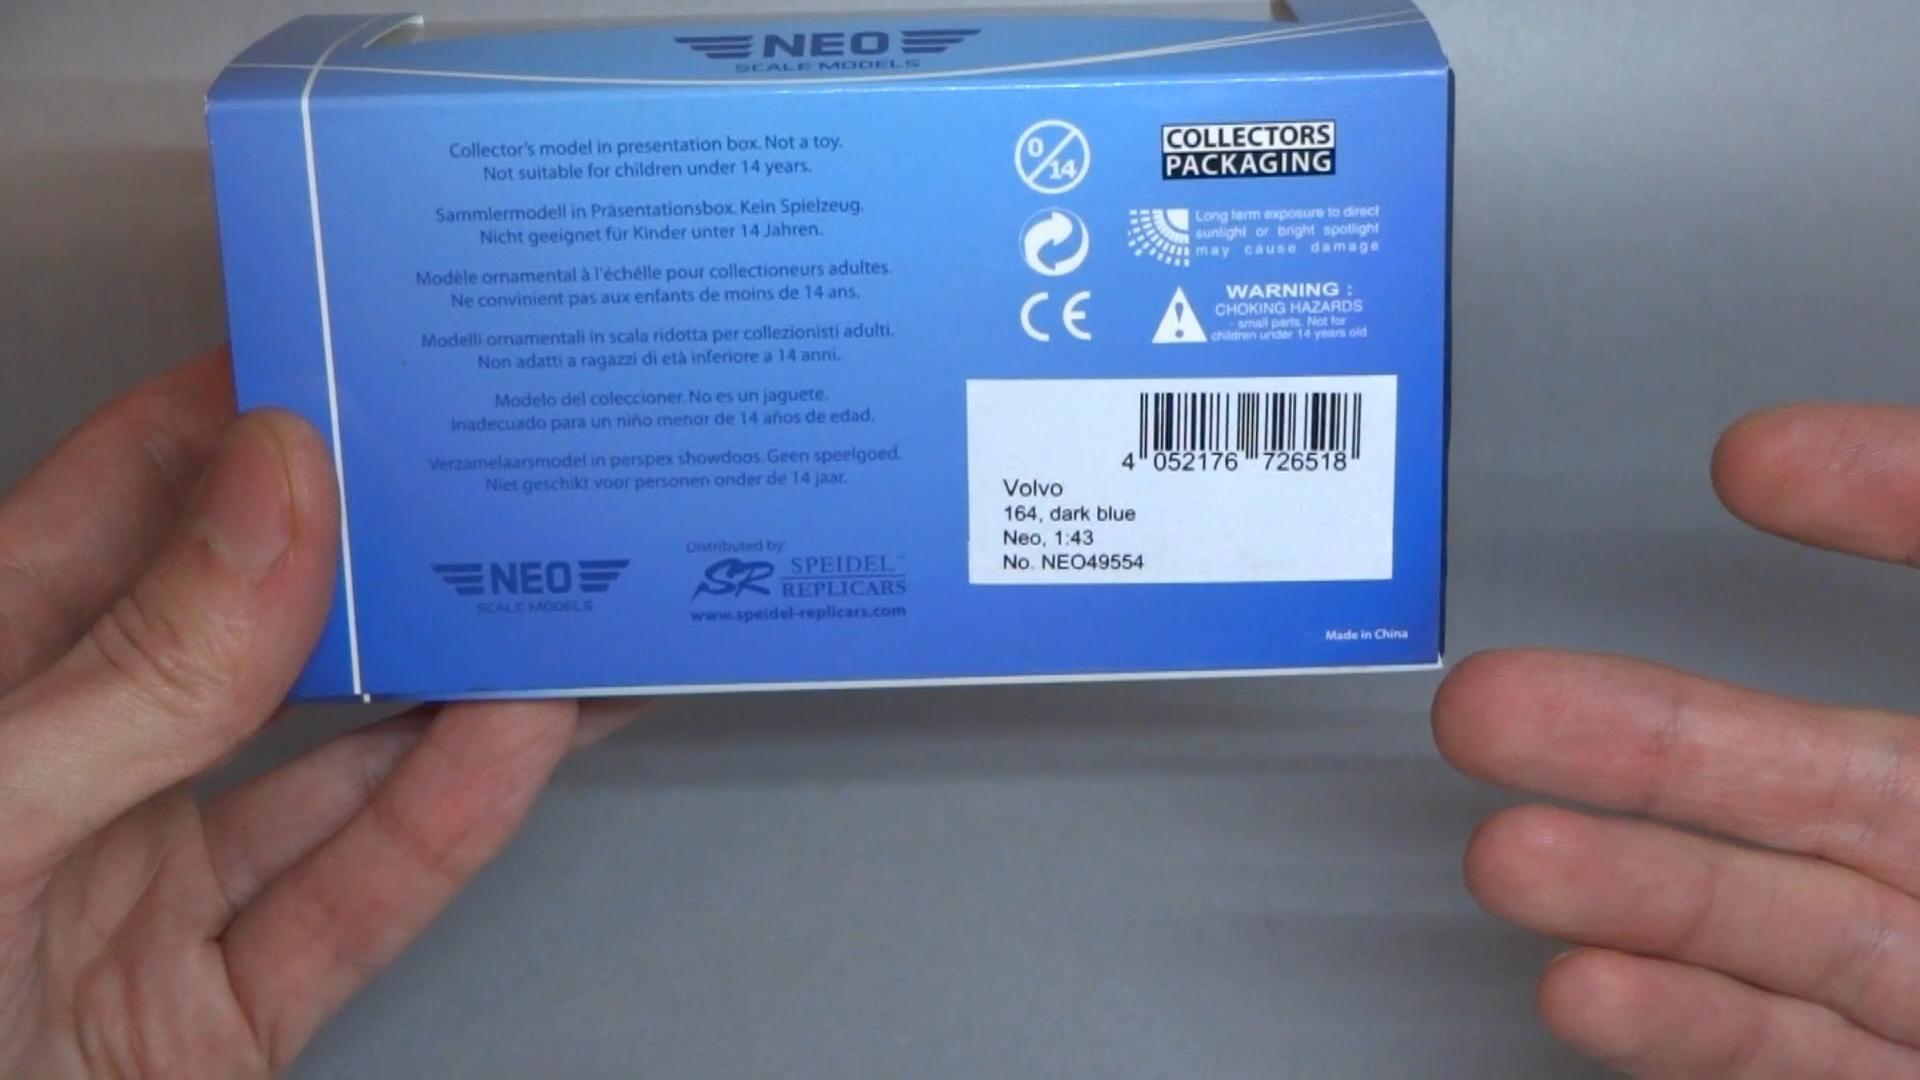 NEO
SCALE MODELS
Collector's model in presentation box. Not a toy.
Not suitable for children under 14 years.
Sammlermodell in Präsentationsbox. Kein Spielzeug.
Nicht geeignet für Kinder unter 14 Jahren.
Modèle ornamental à l'échélle pour collectioneurs adultes.
Ne convinient pas aux enfants de moins de 14 ans.
Modelli ornamentali in scala ridotta per collezionisti adulti.
Non adatti a ragazzi di età inferiore a 14 anni.
Modelo del coleccioner. No es un jaguete.
Inadecuado para un niño menor de 14 años de edad.
Verzamelaarsmodel in perspex showdoos. Geen speelgoed.
Niet geschikt voor personen onder de 14 jaar.
NEO
SCALE MODELS
Distributed by:
SR SPEIDEL
REPLICARS
www.speidel-replicars.com
0/14
COLLECTORS
PACKAGING
Long term exposure to direct
sunlight or bright spotlight
may cause damage
CE
WARNING :
CHOKING HAZARDS
- small parts. Not for
children under 14 years old
4 052176 726518
Volvo
164, dark blue
Neo, 1:43
No. NEO49554
Made in China